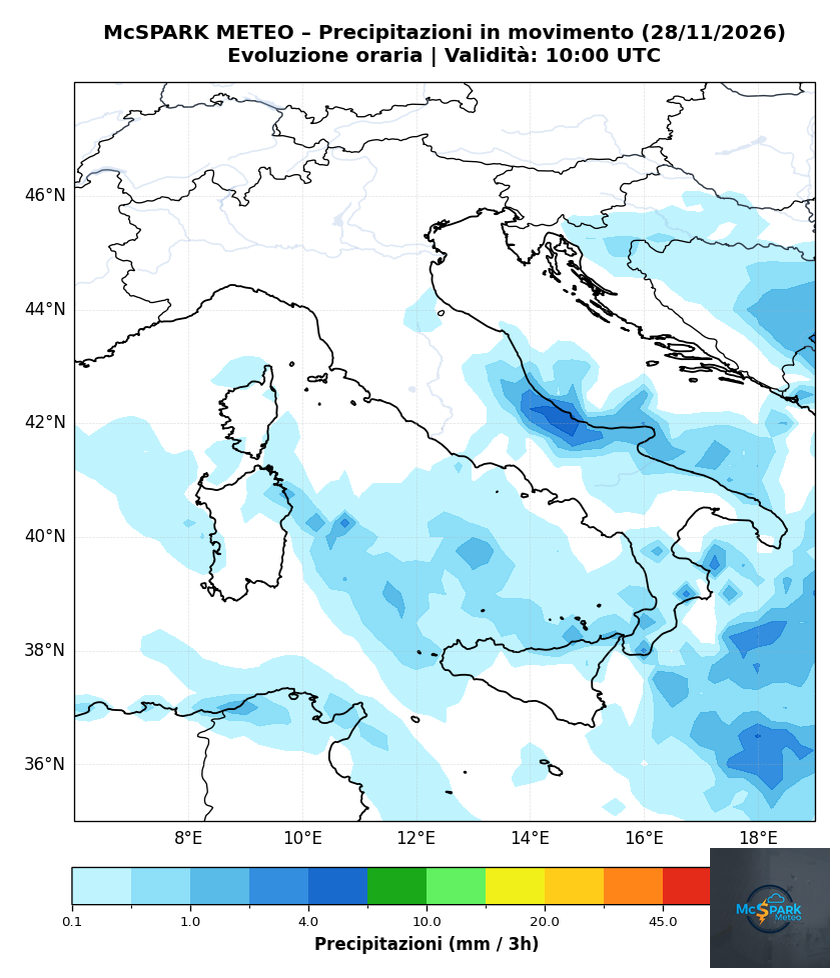 McSPARK METEO – Precipitazioni in movimento (28/11/2026)
Evoluzione oraria | Validità: 10:00 UTC
46°N
44°N
42°N
40°N
38°N
36°N
8°E 10°E 12°E 14°E 16°E 18°E
0.1 1.0 4.0 10.0 20.0 45.0
Precipitazioni (mm / 3h)
McSPARK
Meteo